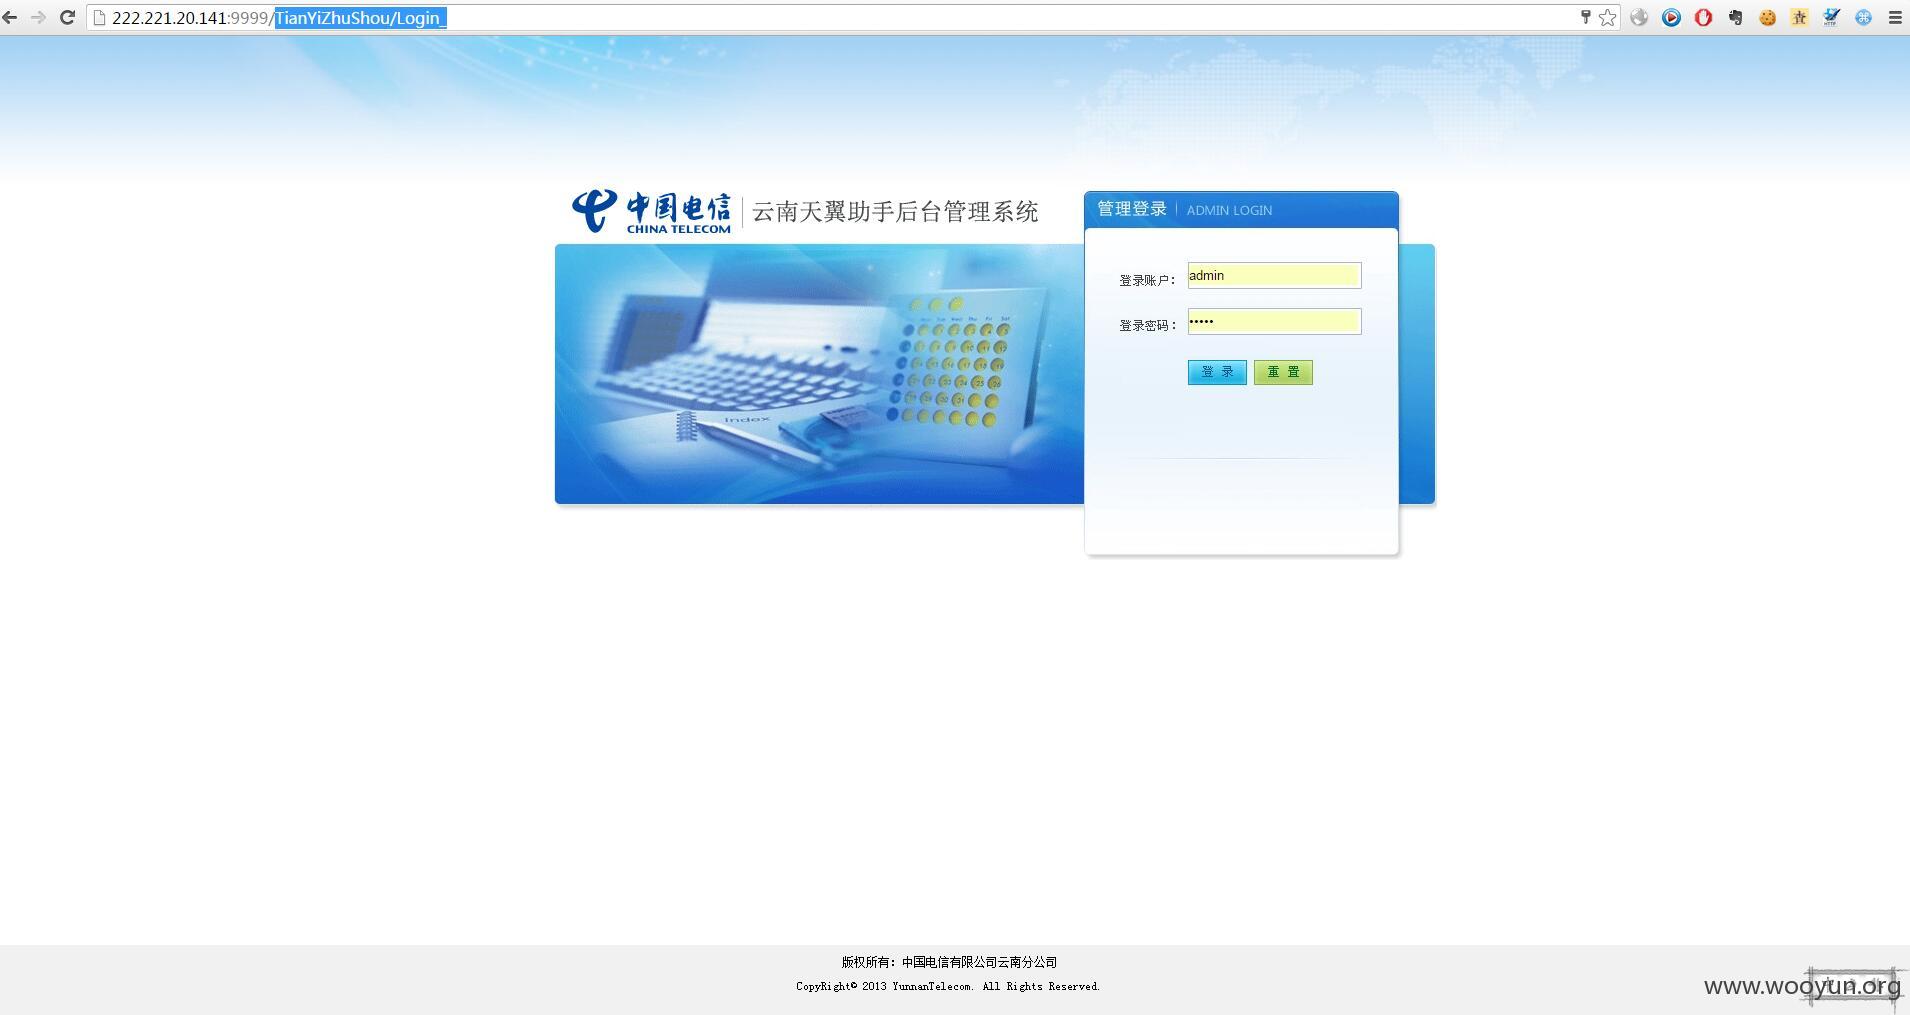 222.221.20.141:9999/TianYiZhuShou/Login_
中国电信 CHINA TELECOM 云南天翼助手后台管理系统
管理登录 ADMIN LOGIN
登录账户: admin
登录密码: •••••
登 录 重 置
index
版权所有: 中国电信有限公司云南分公司
CopyRight© 2013 YunnanTelecom. All Rights Reserved.
www.wooyun.org